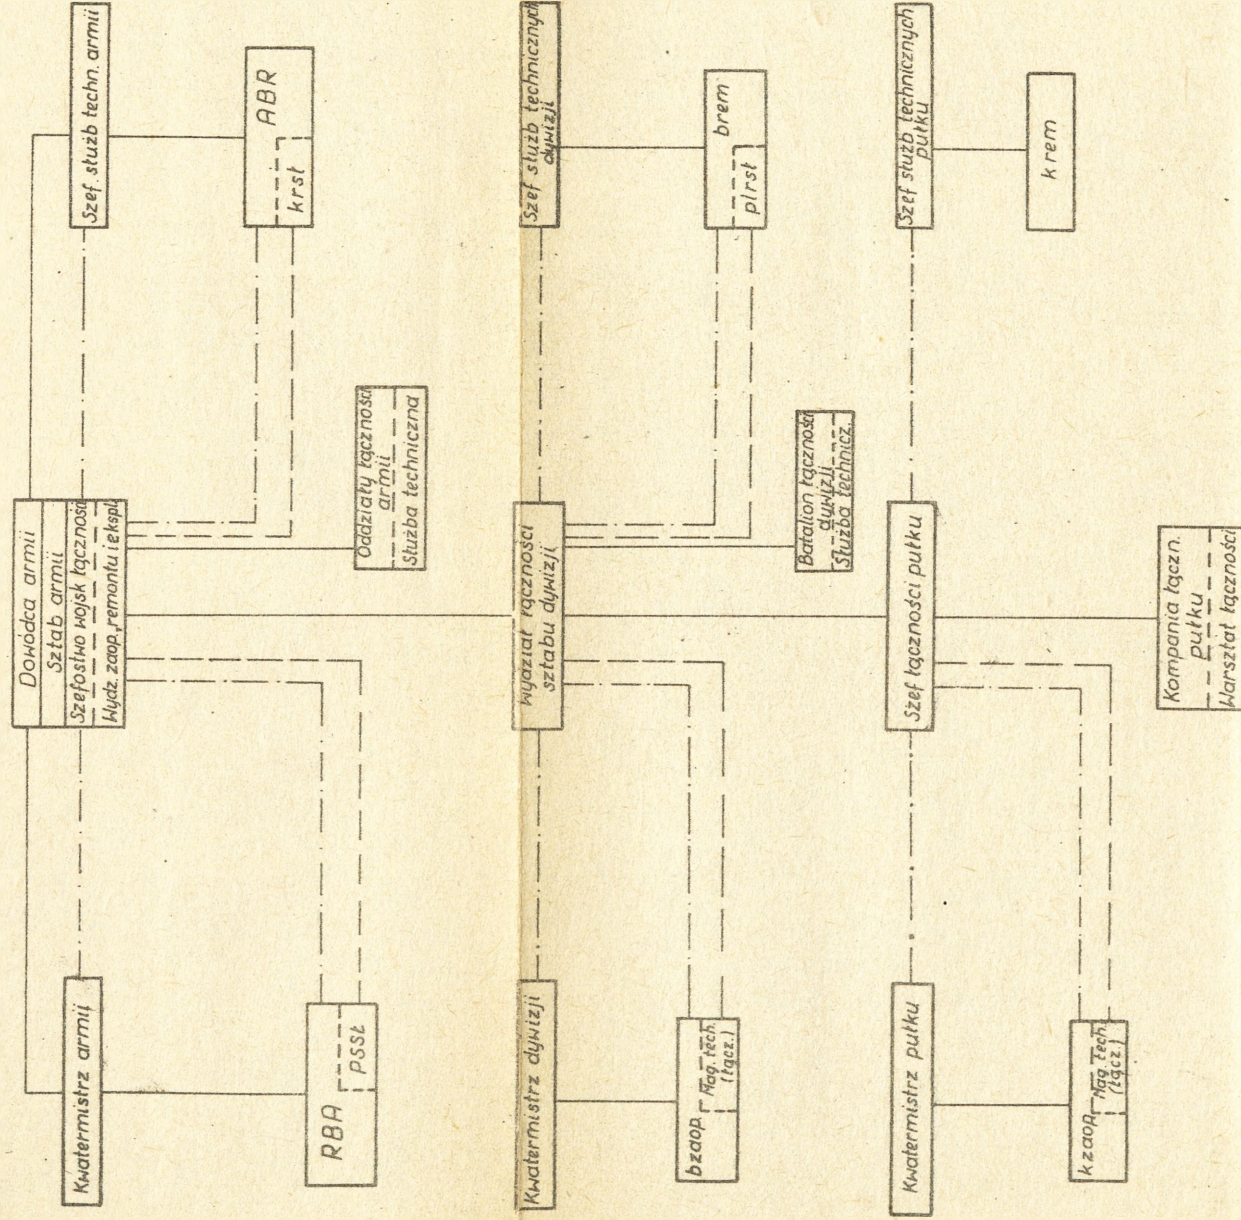 Dowódca armii
Sztab armii
Szefostwo wojsk łączności
Wydz. zaop., remontu i ekspl.
Kwatermistrz armii
Szef. służb techn. armii
RBA
PSSŁ
ABR
krsł
Oddziały łączności
armii
Służba techniczna
Kwatermistrz dywizji
Wydział łączności
sztabu dywizji
Szef służb technicznych
dywizji
bzaop.
Mag. tech.
(łącz.)
brem
plrsł
Batalion łączności
dywizji
Służba technicz.
Kwatermistrz pułku
Szef łączności pułku
Szef służb technicznych
pułku
kzaop.
Mag. tech.
(łącz.)
krem
Kompania łączn.
pułku
Warsztat łączności